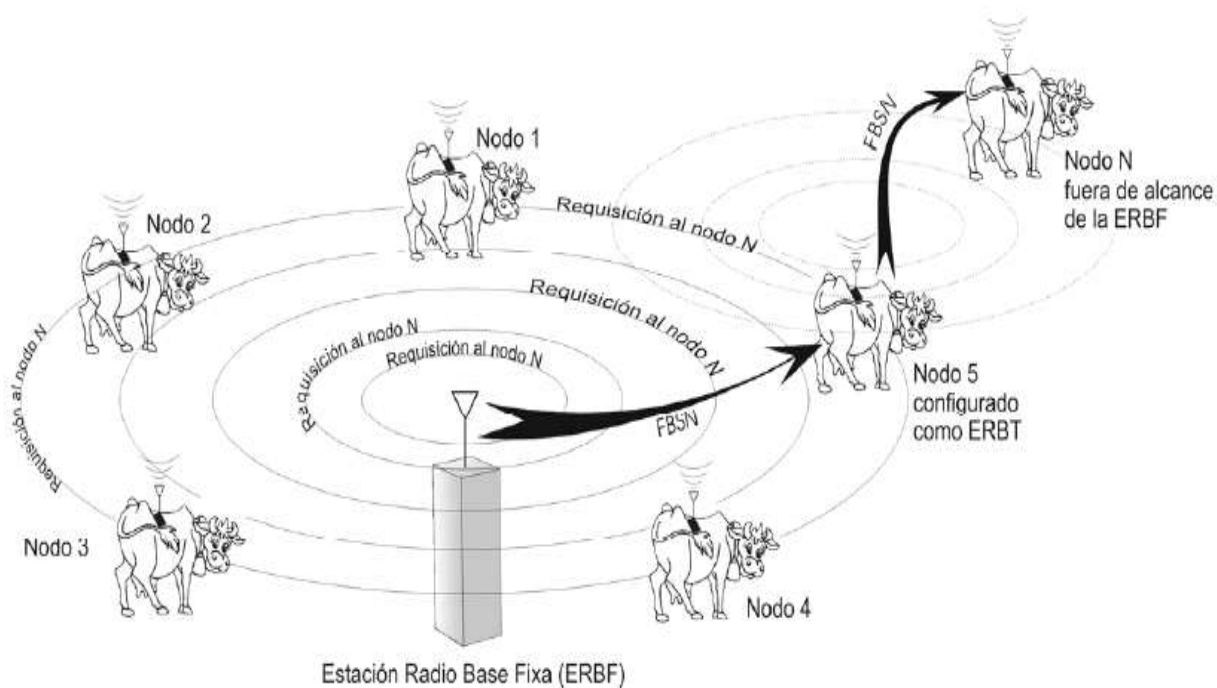 Nodo 1
FBSN
Nodo N
fuera de alcance
de la ERBF
Nodo 2
Requisición al nodo N
Requisición al nodo N
Requisición al nodo N
Requisición al nodo N
Requisición al nodo N
FBSN
Nodo 5
configurado
como ERBT
Nodo 3
Nodo 4
Estación Radio Base Fixa (ERBF)